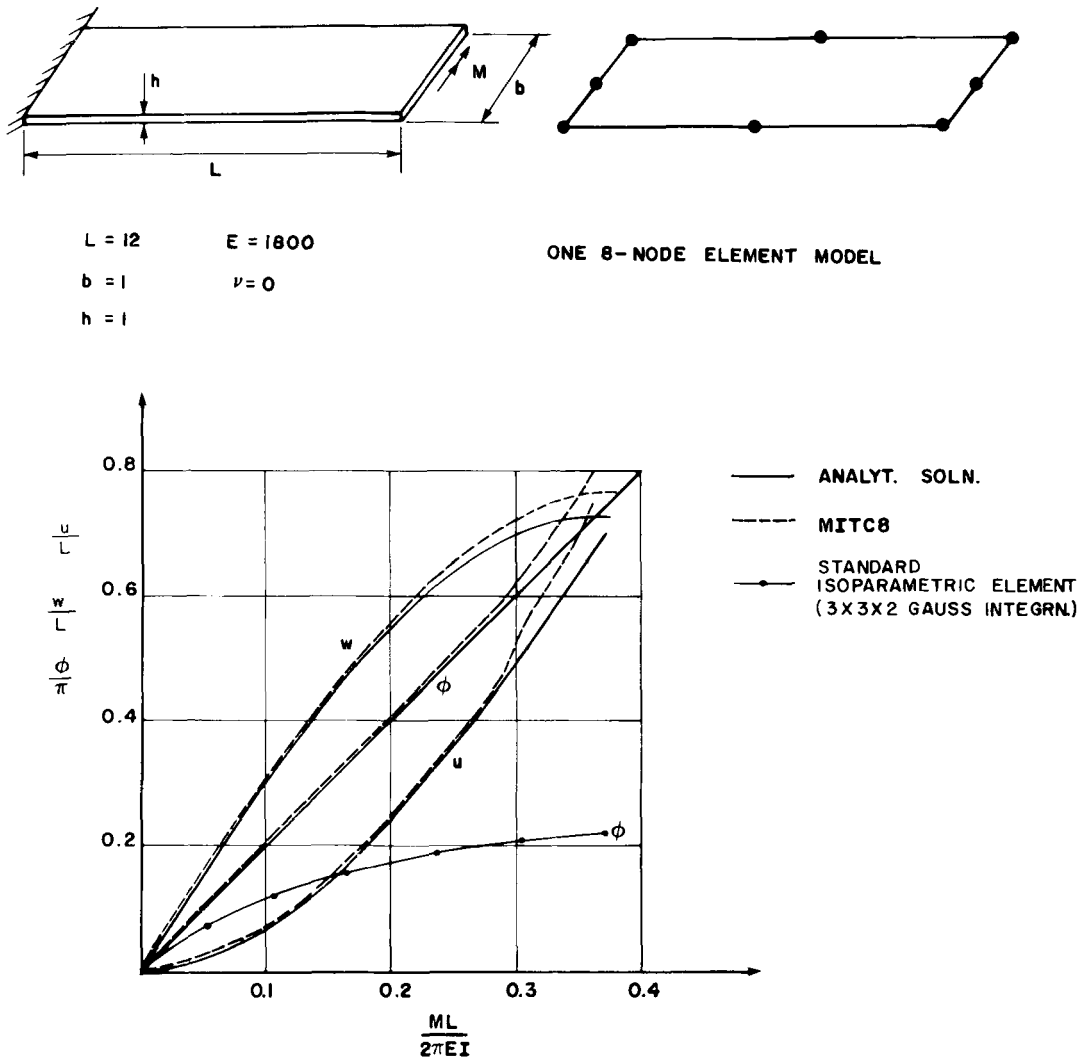 h
M
b
L
L = 12
E = 1800
b = 1
ν = 0
h = 1
ONE 8-NODE ELEMENT MODEL
0.8
0.6
0.4
0.2
u/L
w/L
ϕ/π
w
ϕ
u
ϕ
0.1
0.2
0.3
0.4
ML/2πEI
ANALYT. SOLN.
MITC8
STANDARD
ISOPARAMETRIC ELEMENT
(3X3X2 GAUSS INTEGRN.)